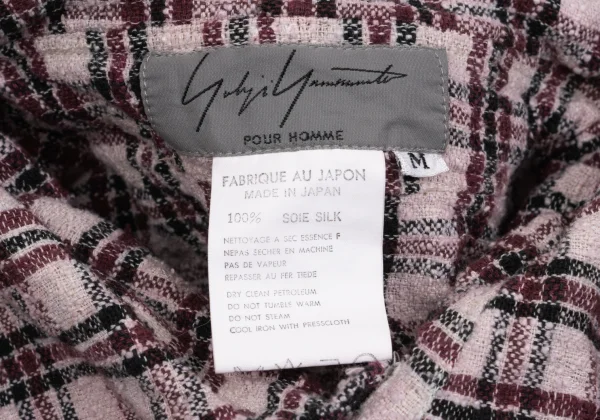 Yohji Yamamoto
POUR HOMME
M
FABRIQUE AU JAPON
MADE IN JAPAN
100% SOIE SILK
NETTOYAGE A SEC ESSENCE F
NEPAS SECHER EN MACHINE
PAS DE VAPEUR
REPASSER AU FER TIEDE
DRY CLEAN PETROLEUM
DO NOT TUMBLE WARM
DO NOT STEAM
COOL IRON WITH PRESSCLOTH